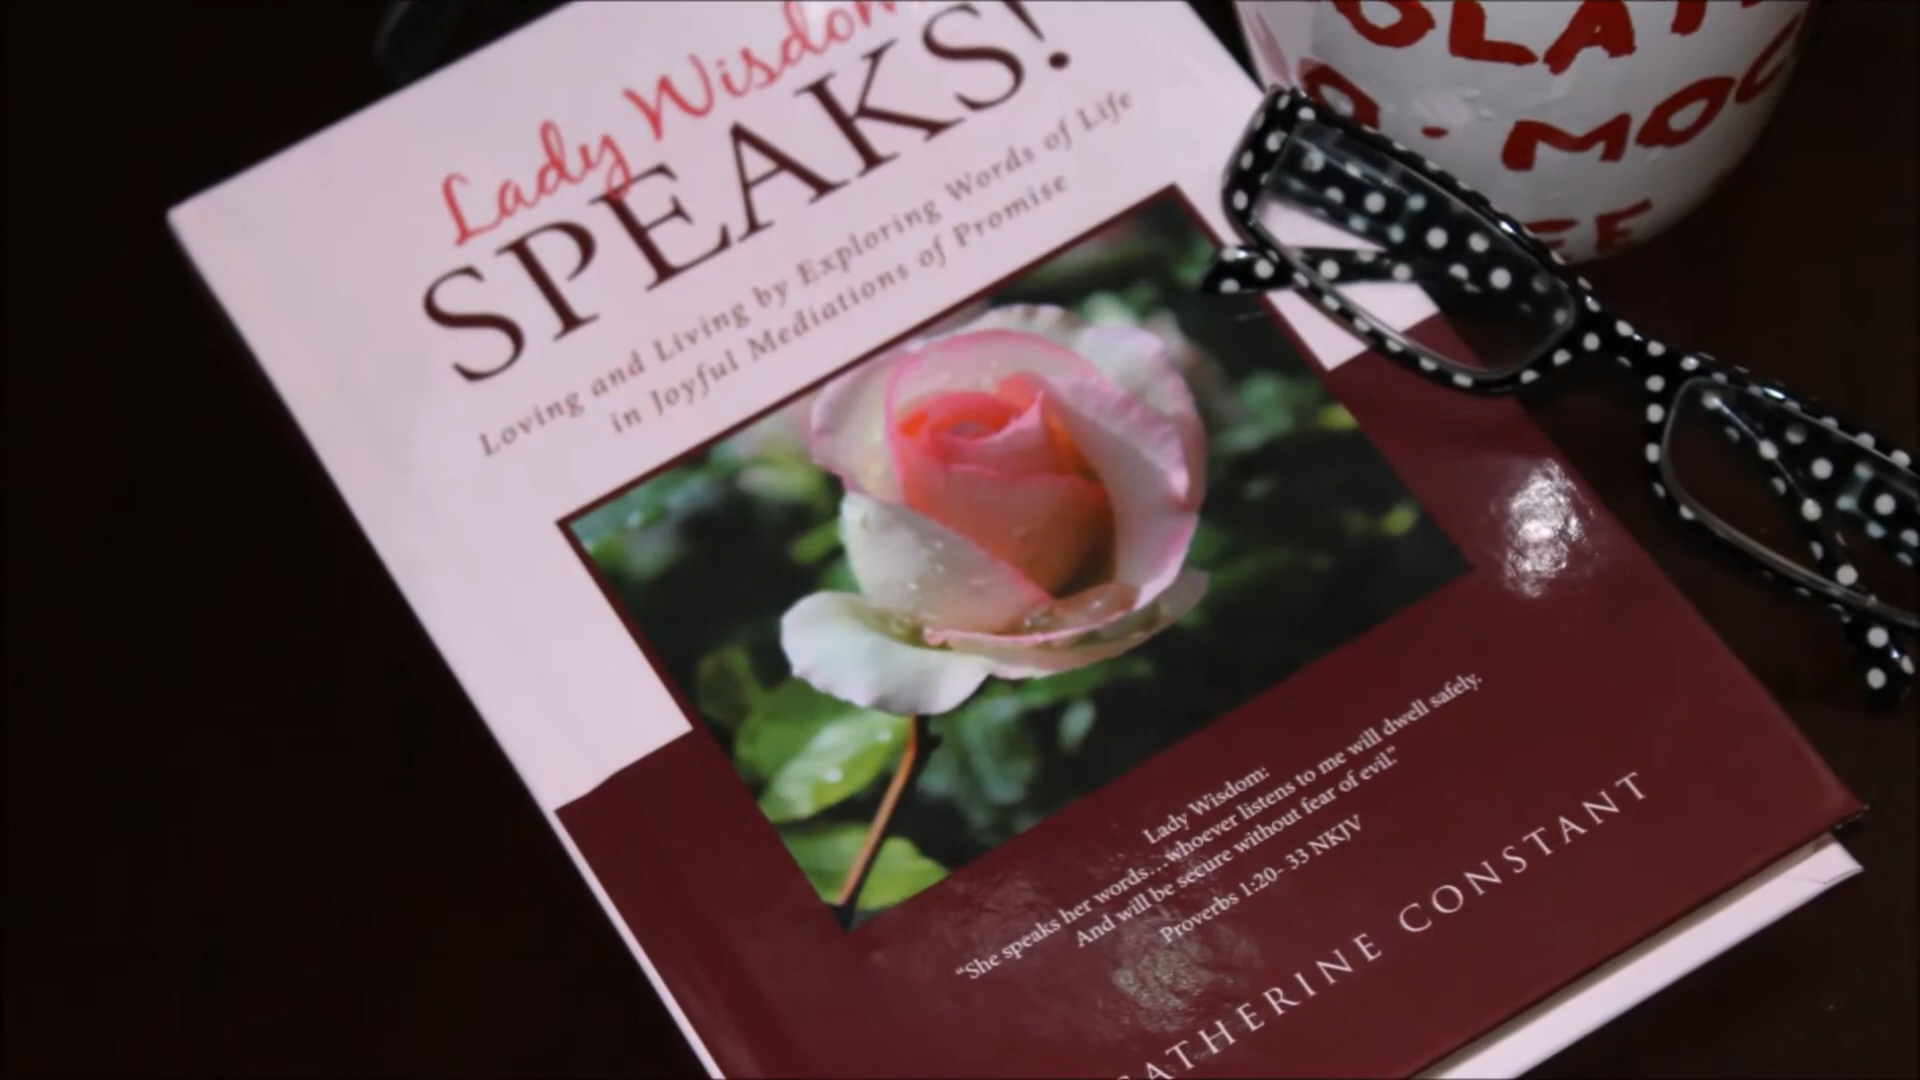 Lady Wisdom
SPEAKS!
Loving and Living by Exploring Words of Life
in Joyful Mediations of Promise
Lady Wisdom:
“She speaks her words…whoever listens to me will dwell safely.
And will be secure without fear of evil.”
Proverbs 1:20- 33 NKJV
ATHERINE CONSTANT
OLAT
MOC